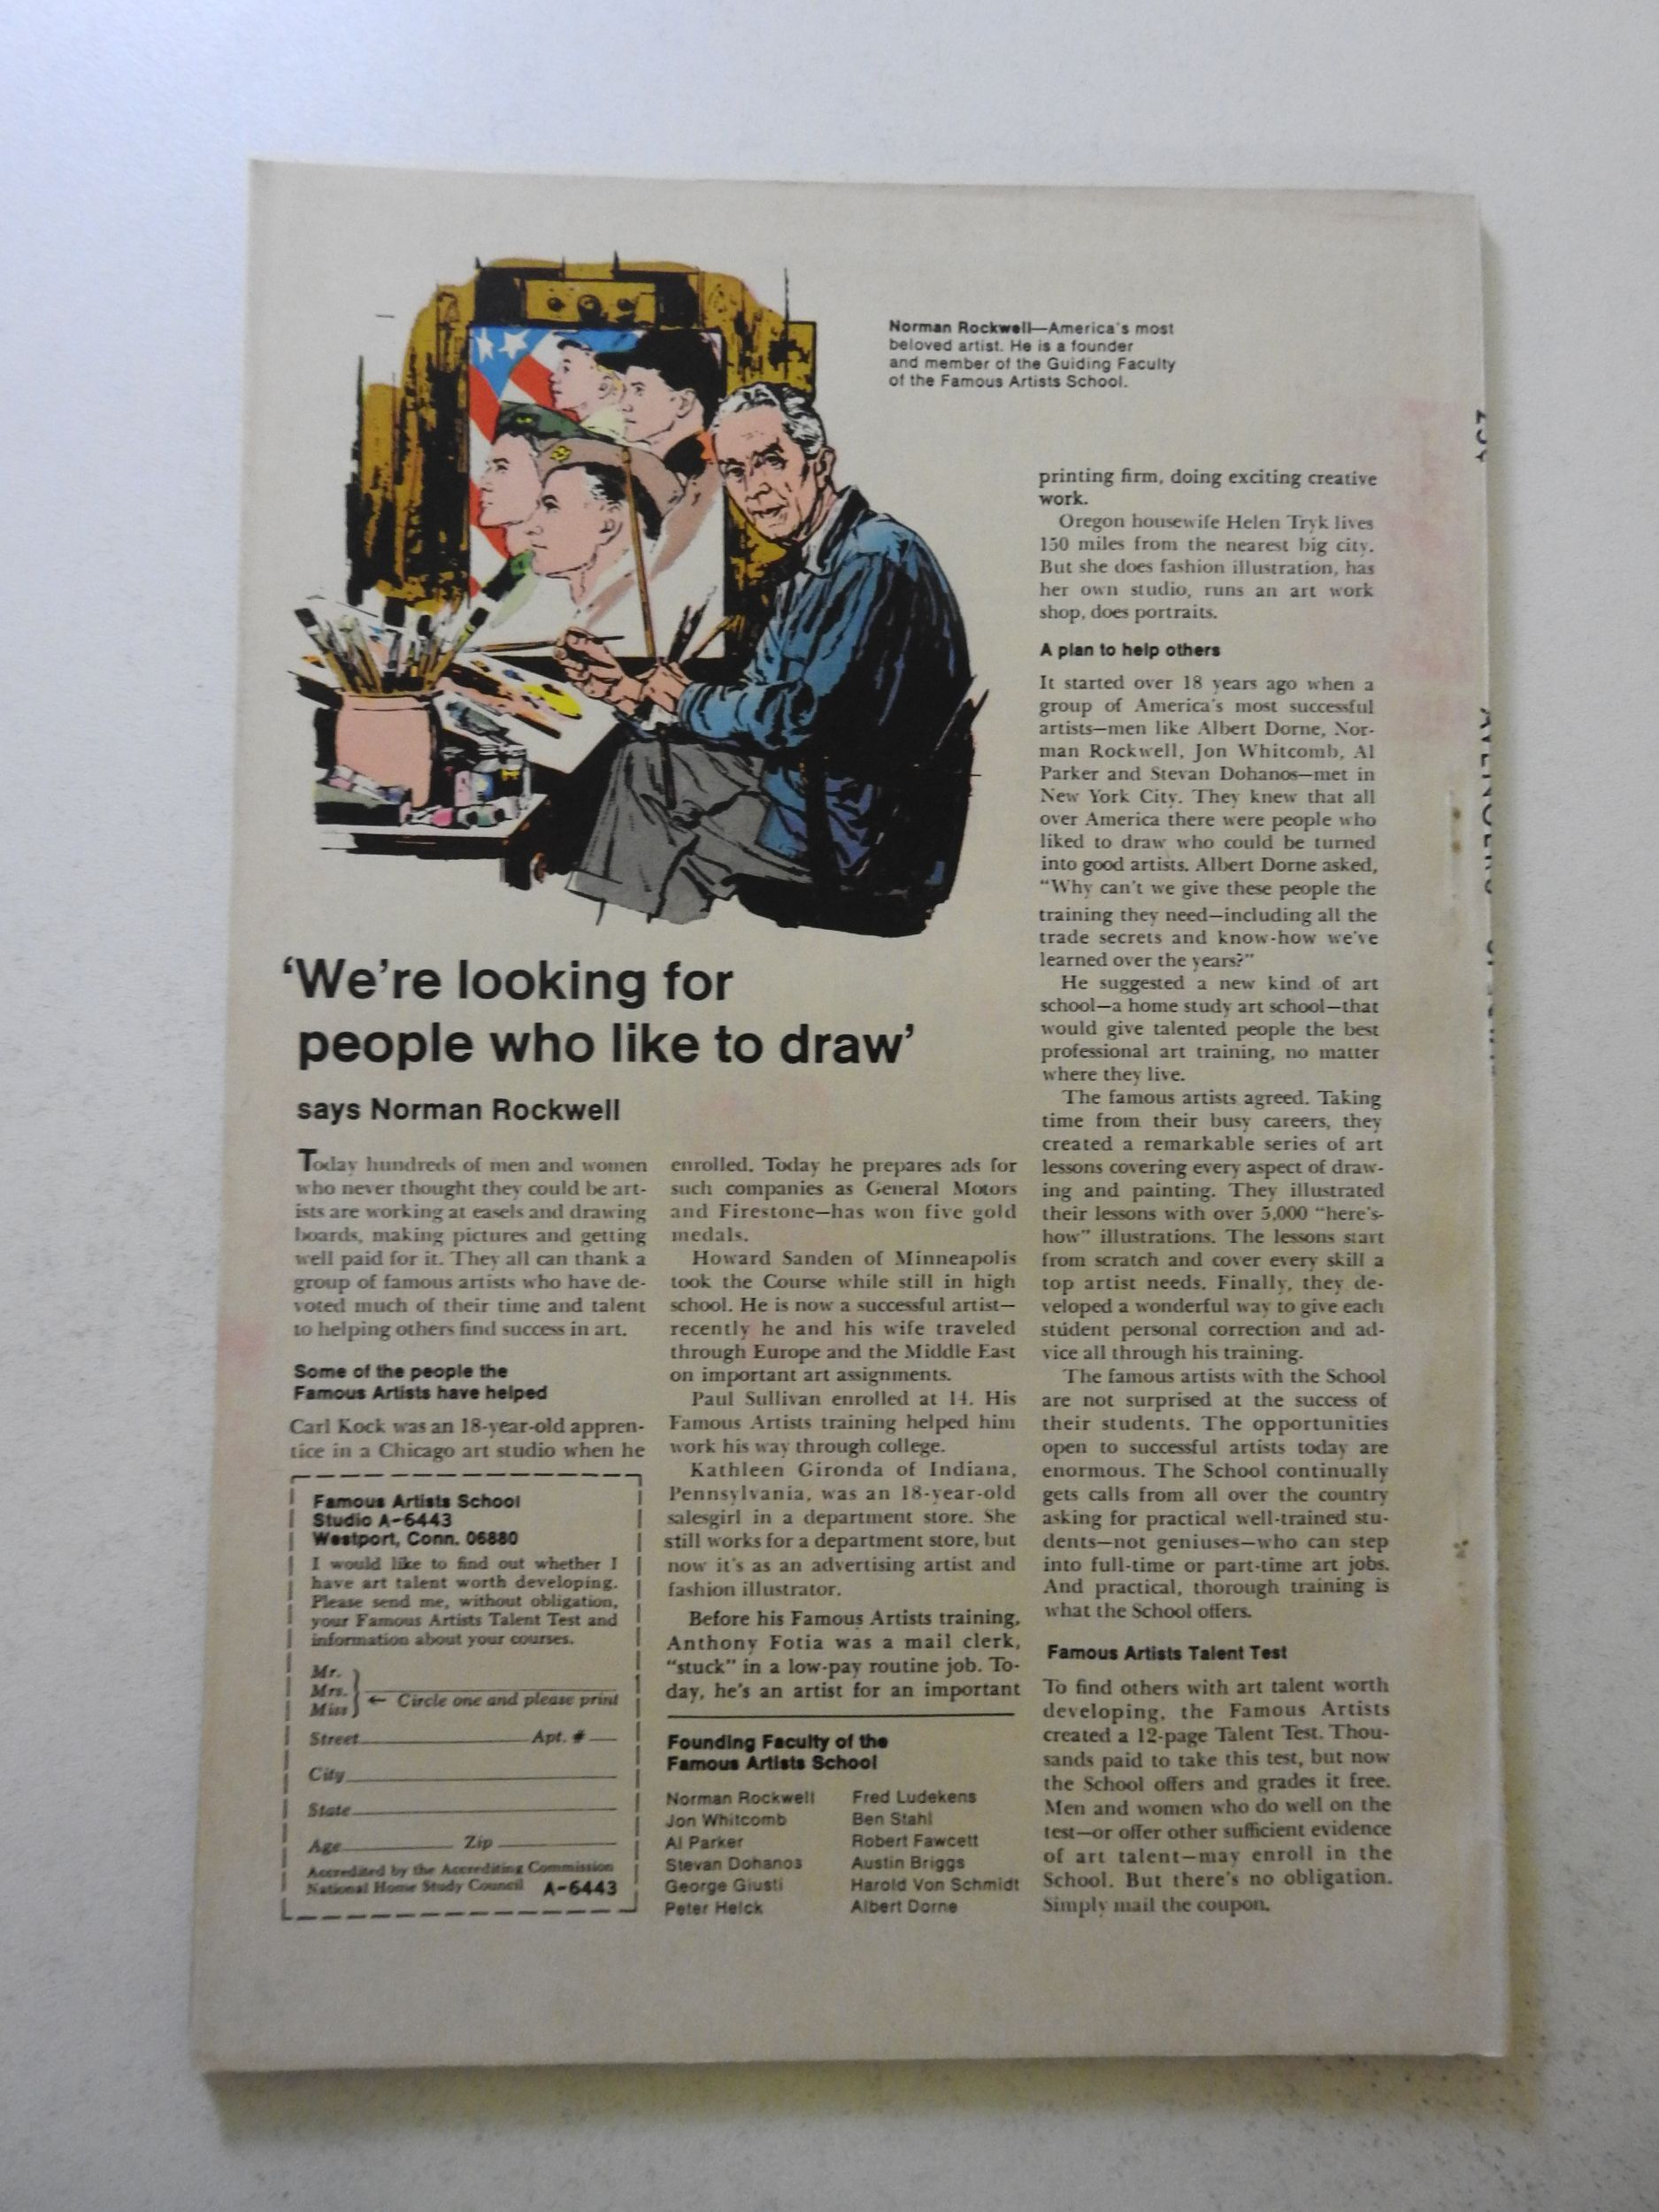 Norman Rockwell—America's most
beloved artist. He is a founder
and member of the Guiding Faculty
of the Famous Artists School.
'We're looking for
people who like to draw'
says Norman Rockwell
Today hundreds of men and women
who never thought they could be art-
ists are working at easels and drawing
boards, making pictures and getting
well paid for it. They all can thank a
group of famous artists who have de-
voted much of their time and talent
to helping others find success in art.
Some of the people the
Famous Artists have helped
Carl Kock was an 18-year-old appren-
tice in a Chicago art studio when he
enrolled. Today he prepares ads for
such companies as General Motors
and Firestone—has won five gold
medals.
Howard Sanden of Minneapolis
took the Course while still in high
school. He is now a successful artist—
recently he and his wife traveled
through Europe and the Middle East
on important art assignments.
Paul Sullivan enrolled at 14. His
Famous Artists training helped him
work his way through college.
Kathleen Gironda of Indiana,
Pennsylvania, was an 18-year-old
salesgirl in a department store. She
still works for a department store, but
now it's as an advertising artist and
fashion illustrator.
Before his Famous Artists training,
Anthony Fotia was a mail clerk,
"stuck" in a low-pay routine job. To-
day, he's an artist for an important
printing firm, doing exciting creative
work.
Oregon housewife Helen Tryk lives
150 miles from the nearest big city.
But she does fashion illustration, has
her own studio, runs an art work
shop, does portraits.
A plan to help others
It started over 18 years ago when a
group of America's most successful
artists—men like Albert Dorne, Nor-
man Rockwell, Jon Whitcomb, Al
Parker and Stevan Dohanos—met in
New York City. They knew that all
over America there were people who
liked to draw who could be turned
into good artists. Albert Dorne asked,
"Why can't we give these people the
training they need—including all the
trade secrets and know-how we've
learned over the years?"
He suggested a new kind of art
school—a home study art school—that
would give talented people the best
professional art training, no matter
where they live.
The famous artists agreed. Taking
time from their busy careers, they
created a remarkable series of art
lessons covering every aspect of draw-
ing and painting. They illustrated
their lessons with over 5,000 "here's-
how" illustrations. The lessons start
from scratch and cover every skill a
top artist needs. Finally, they de-
veloped a wonderful way to give each
student personal correction and ad-
vice all through his training.
The famous artists with the School
are not surprised at the success of
their students. The opportunities
open to successful artists today are
enormous. The School continually
gets calls from all over the country
asking for practical well-trained stu-
dents—not geniuses—who can step
into full-time or part-time art jobs.
And practical, thorough training is
what the School offers.
Famous Artists Talent Test
To find others with art talent worth
developing, the Famous Artists
created a 12-page Talent Test. Thou-
sands paid to take this test, but now
the School offers and grades it free.
Men and women who do well on the
test—or offer other sufficient evidence
of art talent—may enroll in the
School. But there's no obligation.
Simply mail the coupon.
Famous Artists School
Studio A-6443
Westport, Conn. 06880
I would like to find out whether I
have art talent worth developing.
Please send me, without obligation,
your Famous Artists Talent Test and
information about your courses.
Mr.
Mrs.
Miss
← Circle one and please print
Street Apt. #
City
State
Age Zip
Accredited by the Accrediting Commission
National Home Study Council A-6443
Founding Faculty of the
Famous Artists School
Norman Rockwell
Jon Whitcomb
Al Parker
Stevan Dohanos
George Giusti
Peter Helck
Fred Ludekens
Ben Stahl
Robert Fawcett
Austin Briggs
Harold Von Schmidt
Albert Dorne